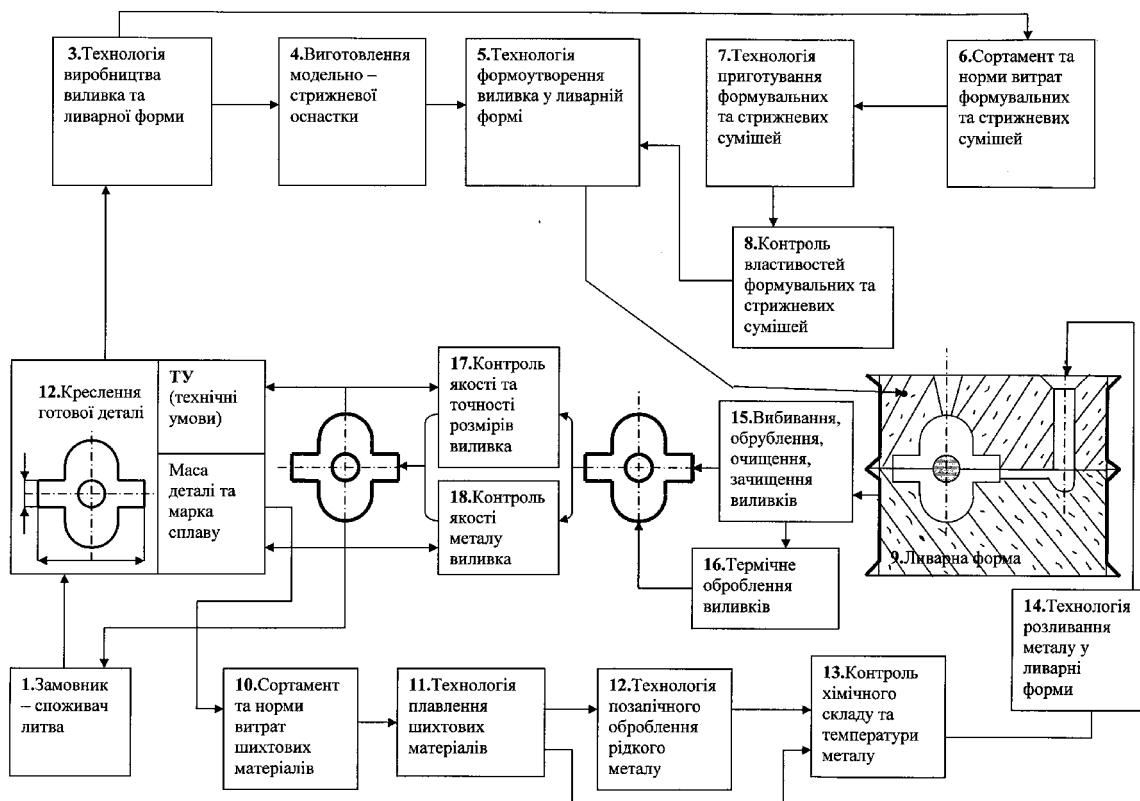 3.Технологія
виробництва
виливка та
ливарної форми
4.Виготовлення
модельно –
стрижневої
оснастки
5.Технологія
формоутворення
виливка у ливарній
формі
7.Технологія
приготування
формувальних
та стрижневих
сумішей
6.Сортамент та
норми витрат
формувальних
та стрижневих
сумішей
8.Контроль
властивостей
формувальних та
стрижневих
сумішей
12.Креслення
готової деталі
ТУ
(технічні
умови)
Маса
деталі та
марка
сплаву
17.Контроль
якості та
точності
розмірів
виливка
18.Контроль
якості
металу
виливка
15.Вибивання,
обрублення,
очищення,
зачищення
виливків
16.Термічне
оброблення
виливків
9.Ливарна форма
14.Технологія
розливання
металу у
ливарні
форми
1.Замовник
– споживач
литва
10.Сортамент
та норми
витрат
шихтових
матеріалів
11.Технологія
плавлення
шихтових
матеріалів
12.Технологія
позапічного
оброблення
рідкого
металу
13.Контроль
хімічного
складу та
температури
металу